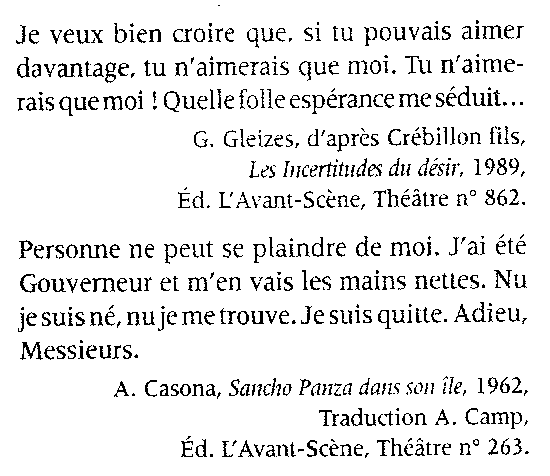 Je veux bien croire que, si tu pouvais aimer
davantage, tu n'aimerais que moi. Tu n'aime-
rais que moi ! Quelle folle espérance me séduit...
G. Gleizes, d'après Crébillon fils,
Les Incertitudes du désir, 1989,
Éd. L'Avant-Scène, Théâtre n° 862.
Personne ne peut se plaindre de moi. J'ai été
Gouverneur et m'en vais les mains nettes. Nu
je suis né, nu je me trouve. Je suis quitte. Adieu,
Messieurs.
A. Casona, Sancho Panza dans son île, 1962,
Traduction A. Camp,
Éd. L'Avant-Scène, Théâtre n° 263.